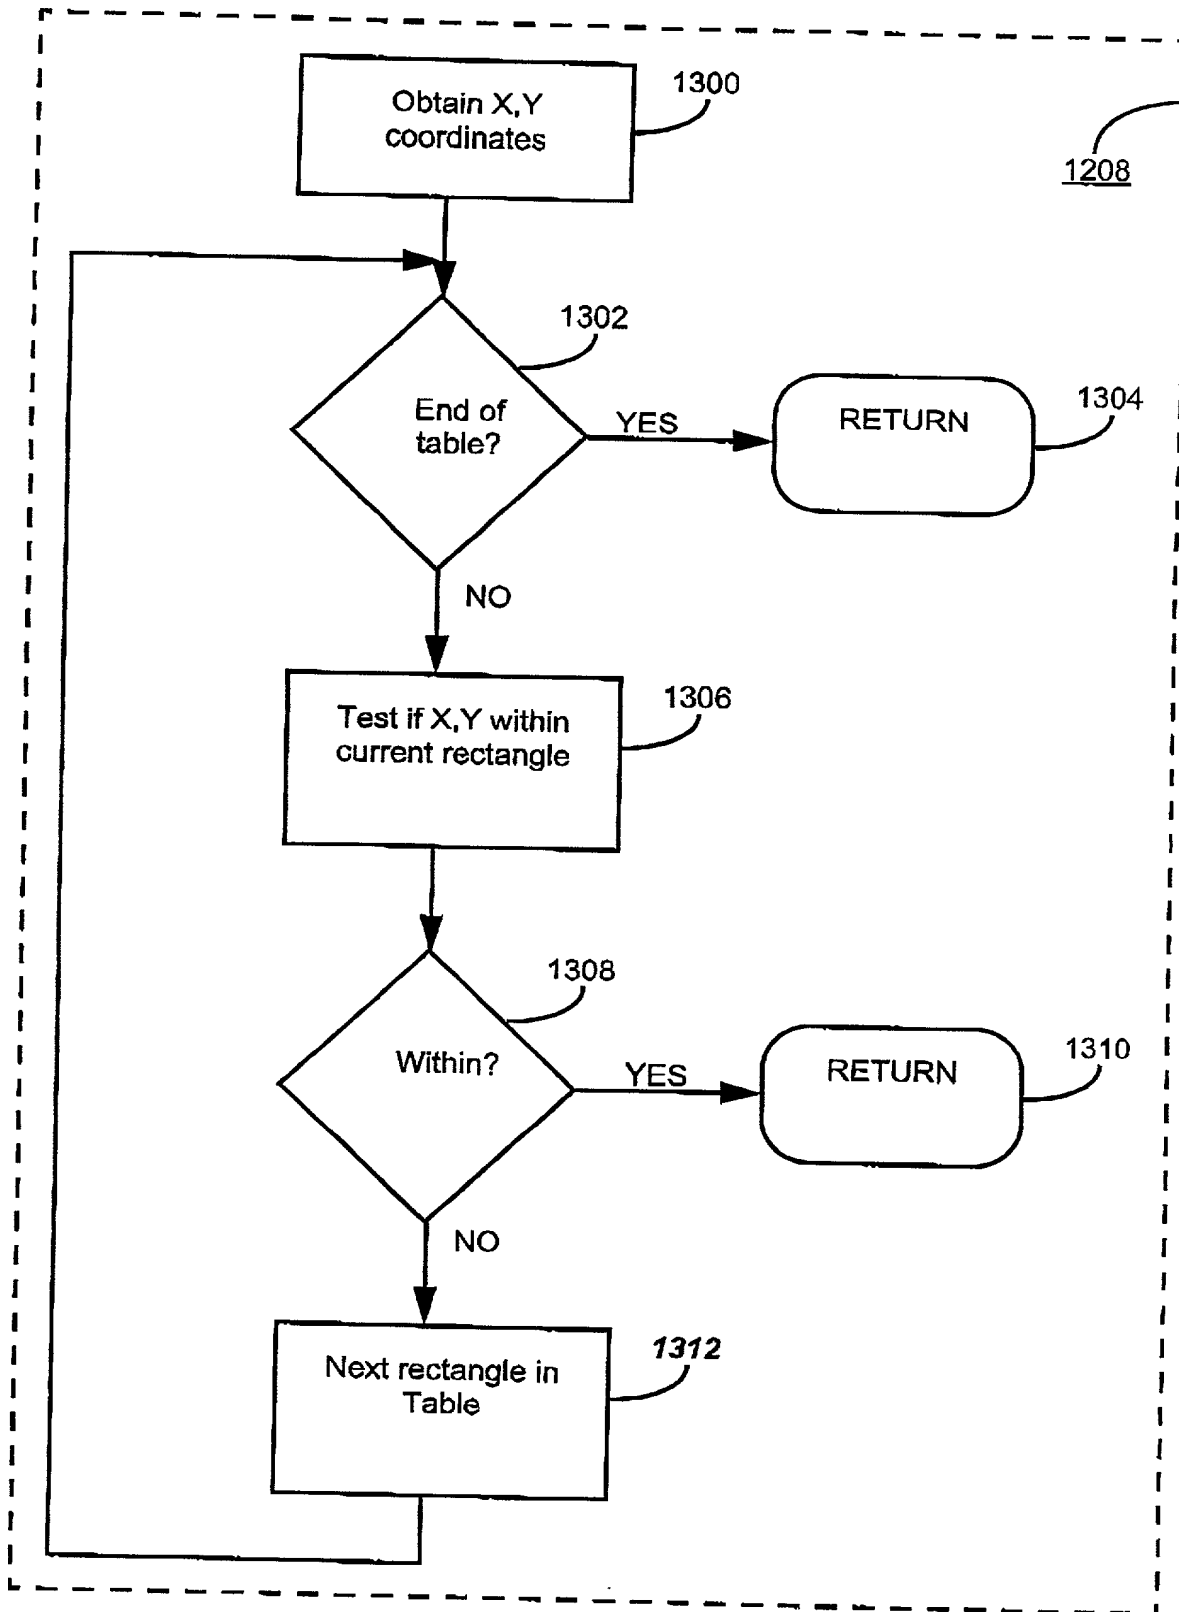 Obtain X,Y
coordinates
1300
1208
1302
End of
table?
YES
RETURN
1304
NO
Test if X,Y within
current rectangle
1306
1308
Within?
YES
RETURN
1310
NO
Next rectangle in
Table
1312